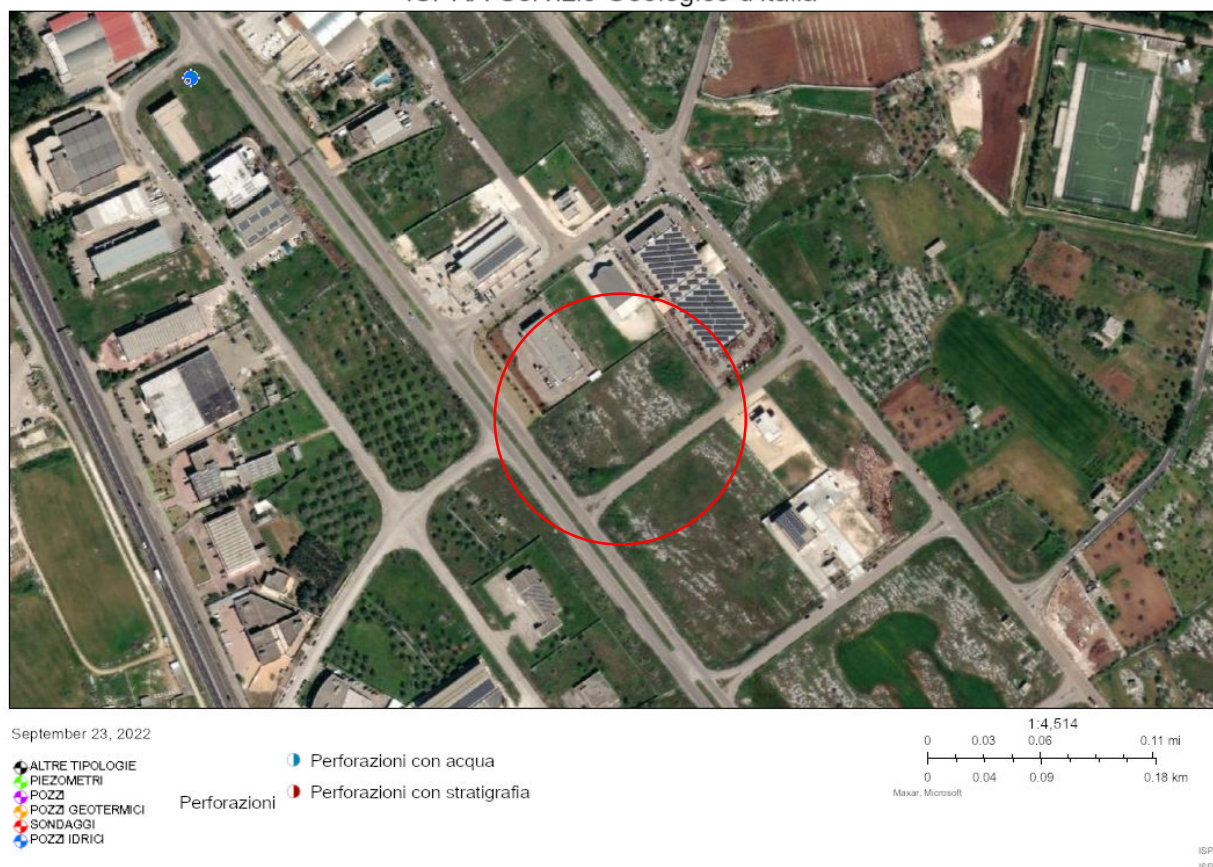 September 23, 2022
ALTRE TIPOLOGIE
PIEZOMETRI
POZZI
POZZI GEOTERMICI
SONDAGGI
POZZI IDRICI
Perforazioni
Perforazioni con acqua
Perforazioni con stratigrafia
1:4,514
0 0.03 0.06 0.11 mi
0 0.04 0.09 0.18 km
Maxar, Microsoft